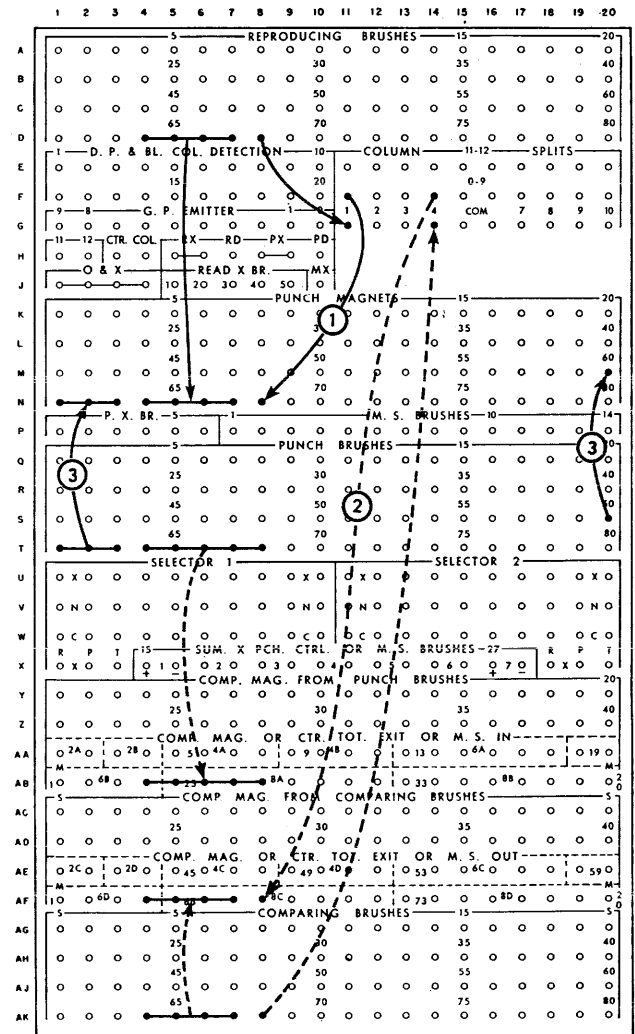 1 2 3 4 5 6 7 8 9 10 11 12 13 14 15 16 17 18 19 20
5 REPRODUCING BRUSHES 15 20
A
25 30 35 40
B
45 50 55 60
C
65 70 75 80
D
1 D. P. & BL. COL. DETECTION 10 COLUMN 11-12 SPLITS
E
15 20 0-9
F
9 8 G. P. EMITTER 1 1 2 3 4 COM 7 8 9 10
G
11 12 CTR. COL. RX RD PX PD
H
O & X READ X BR. MX
J 10 20 30 40 50
5 PUNCH MAGNETS 15 20
K
25 35 40
L
1
45 50 55 60
M
65 70 75
N
P. X. BR. 5 1 M. S. BRUSHES 10 14
P
5 PUNCH BRUSHES 15
Q
25 30 35
R
3 3
45 50 55
S
2
65 70 75 80
T
SELECTOR 1 SELECTOR 2
U X X X X
V N N N N
W C C C C
R P T 15 SUM. X PCH. CTRL. OR M. S. BRUSHES 27 R P T
X X + 1 - 2 3 4 5 6 + 7 - X
COMP. MAG. FROM PUNCH BRUSHES 20
Y
25 30 35 40
Z
COMP. MAG. OR CTR. TOT. EXIT OR M. S. IN
AA 2A 2B 5 4A 9 4B 13 6A 19
M M
AB 1 6B 25 8A 33 8B 20
S COMP. MAG. FROM COMPARING BRUSHES S
AC
25 30 35 40
AD
COMP. MAG. OR CTR. TOT. EXIT OR M. S. OUT
AE 2C 2D 45 4C 49 4D 53 6C 59
M M
AF 1 6D 8C 73 8D 20
S 5 COMPARING BRUSHES 15 S
AG
25 30 35 40
AH
45 50 55 60
AJ
65 70 75 80
AK